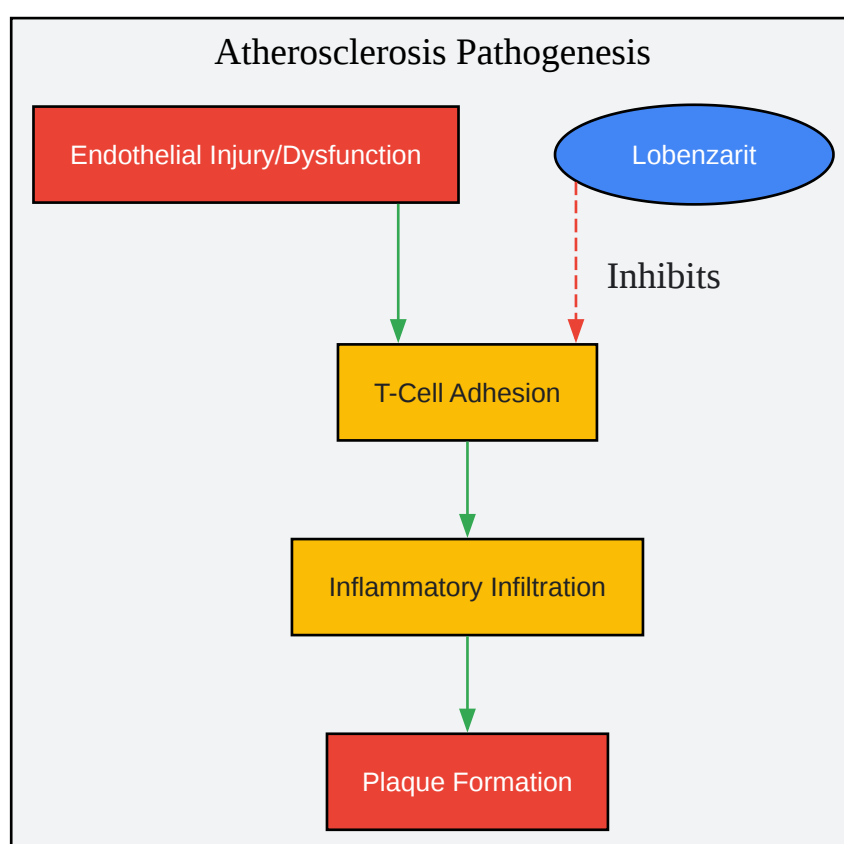 Atherosclerosis Pathogenesis
Endothelial Injury/Dysfunction
Lobenzarit
Inhibits
T-Cell Adhesion
Inflammatory Infiltration
Plaque Formation